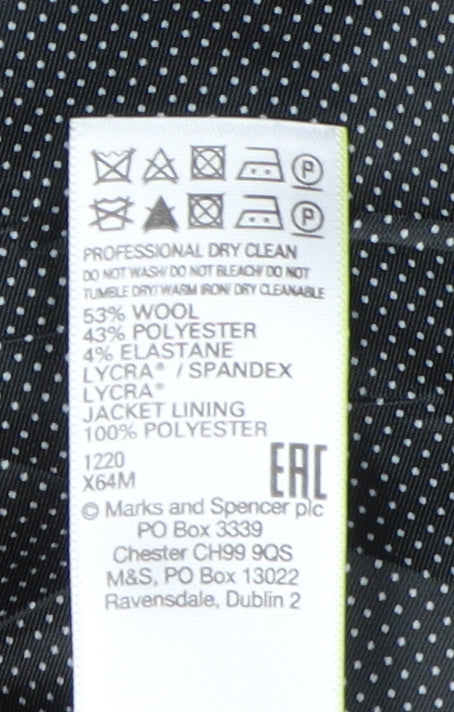 P
P
PROFESSIONAL DRY CLEAN
DO NOT WASH/ DO NOT BLEACH/ DO NOT
TUMBLE DRY/ WARM IRON/ DRY CLEANABLE
53% WOOL
43% POLYESTER
4% ELASTANE
LYCRA® / SPANDEX
LYCRA®
JACKET LINING
100% POLYESTER
1220
X64M
EAC
© Marks and Spencer plc
PO Box 3339
Chester CH99 9QS
M&S, PO Box 13022
Ravensdale, Dublin 2